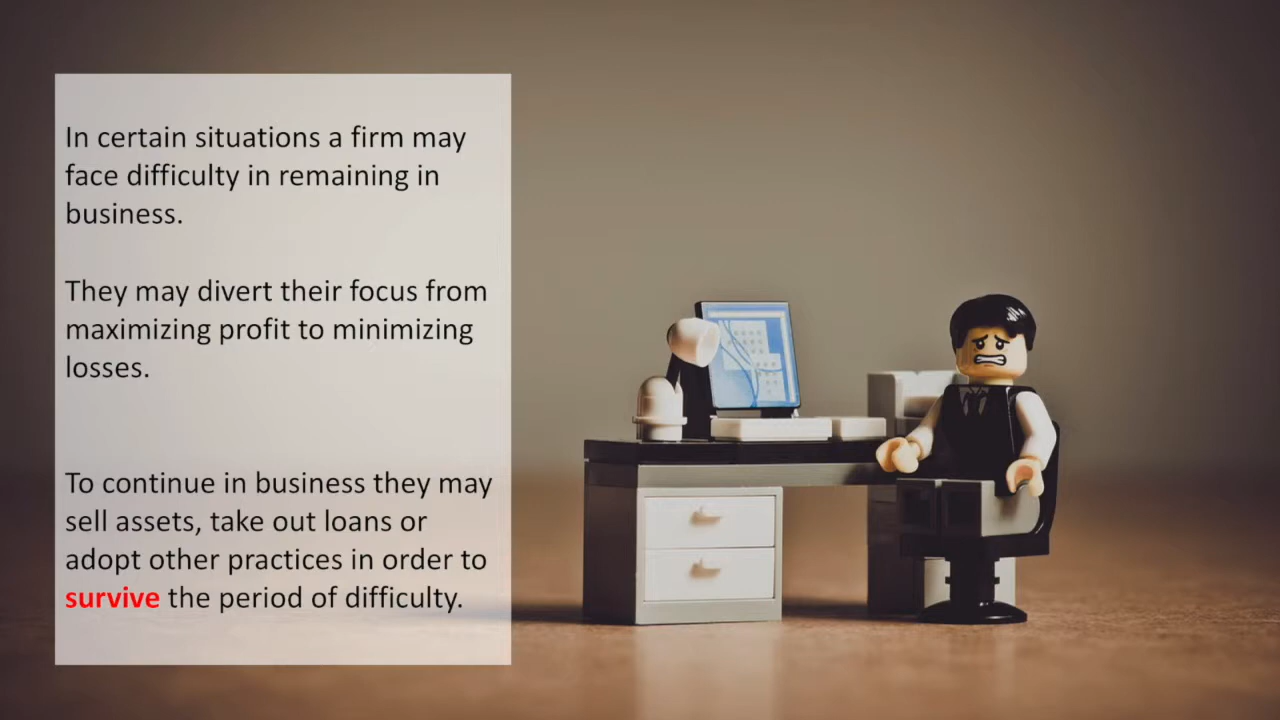 In certain situations a firm may
face difficulty in remaining in
business.
They may divert their focus from
maximizing profit to minimizing
losses.
To continue in business they may
sell assets, take out loans or
adopt other practices in order to
survive the period of difficulty.